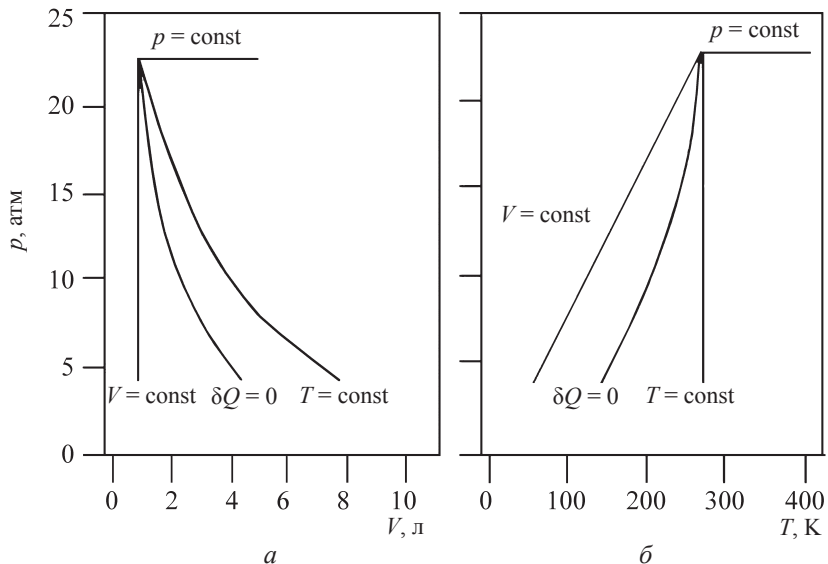 25
20
15
10
5
0
p, атм
p = const
V = const
δQ = 0
T = const
0 2 4 6 8 10
V, л
а
p = const
V = const
δQ = 0
T = const
0 100 200 300 400
T, K
б